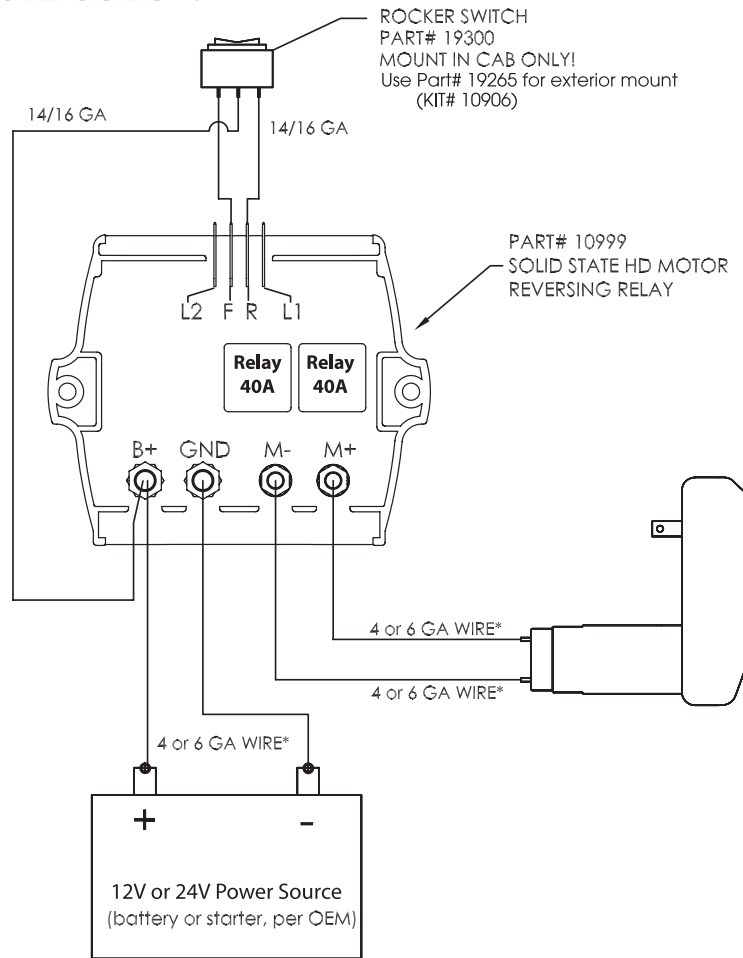 ROCKER SWITCH
PART# 19300
MOUNT IN CAB ONLY!
Use Part# 19265 for exterior mount
(KIT# 10906)
14/16 GA
14/16 GA
PART# 10999
SOLID STATE HD MOTOR
REVERSING RELAY
L2 F R L1
Relay
40A
Relay
40A
B+ GND M- M+
4 or 6 GA WIRE*
4 or 6 GA WIRE*
4 or 6 GA WIRE*
+ -
12V or 24V Power Source
(battery or starter, per OEM)